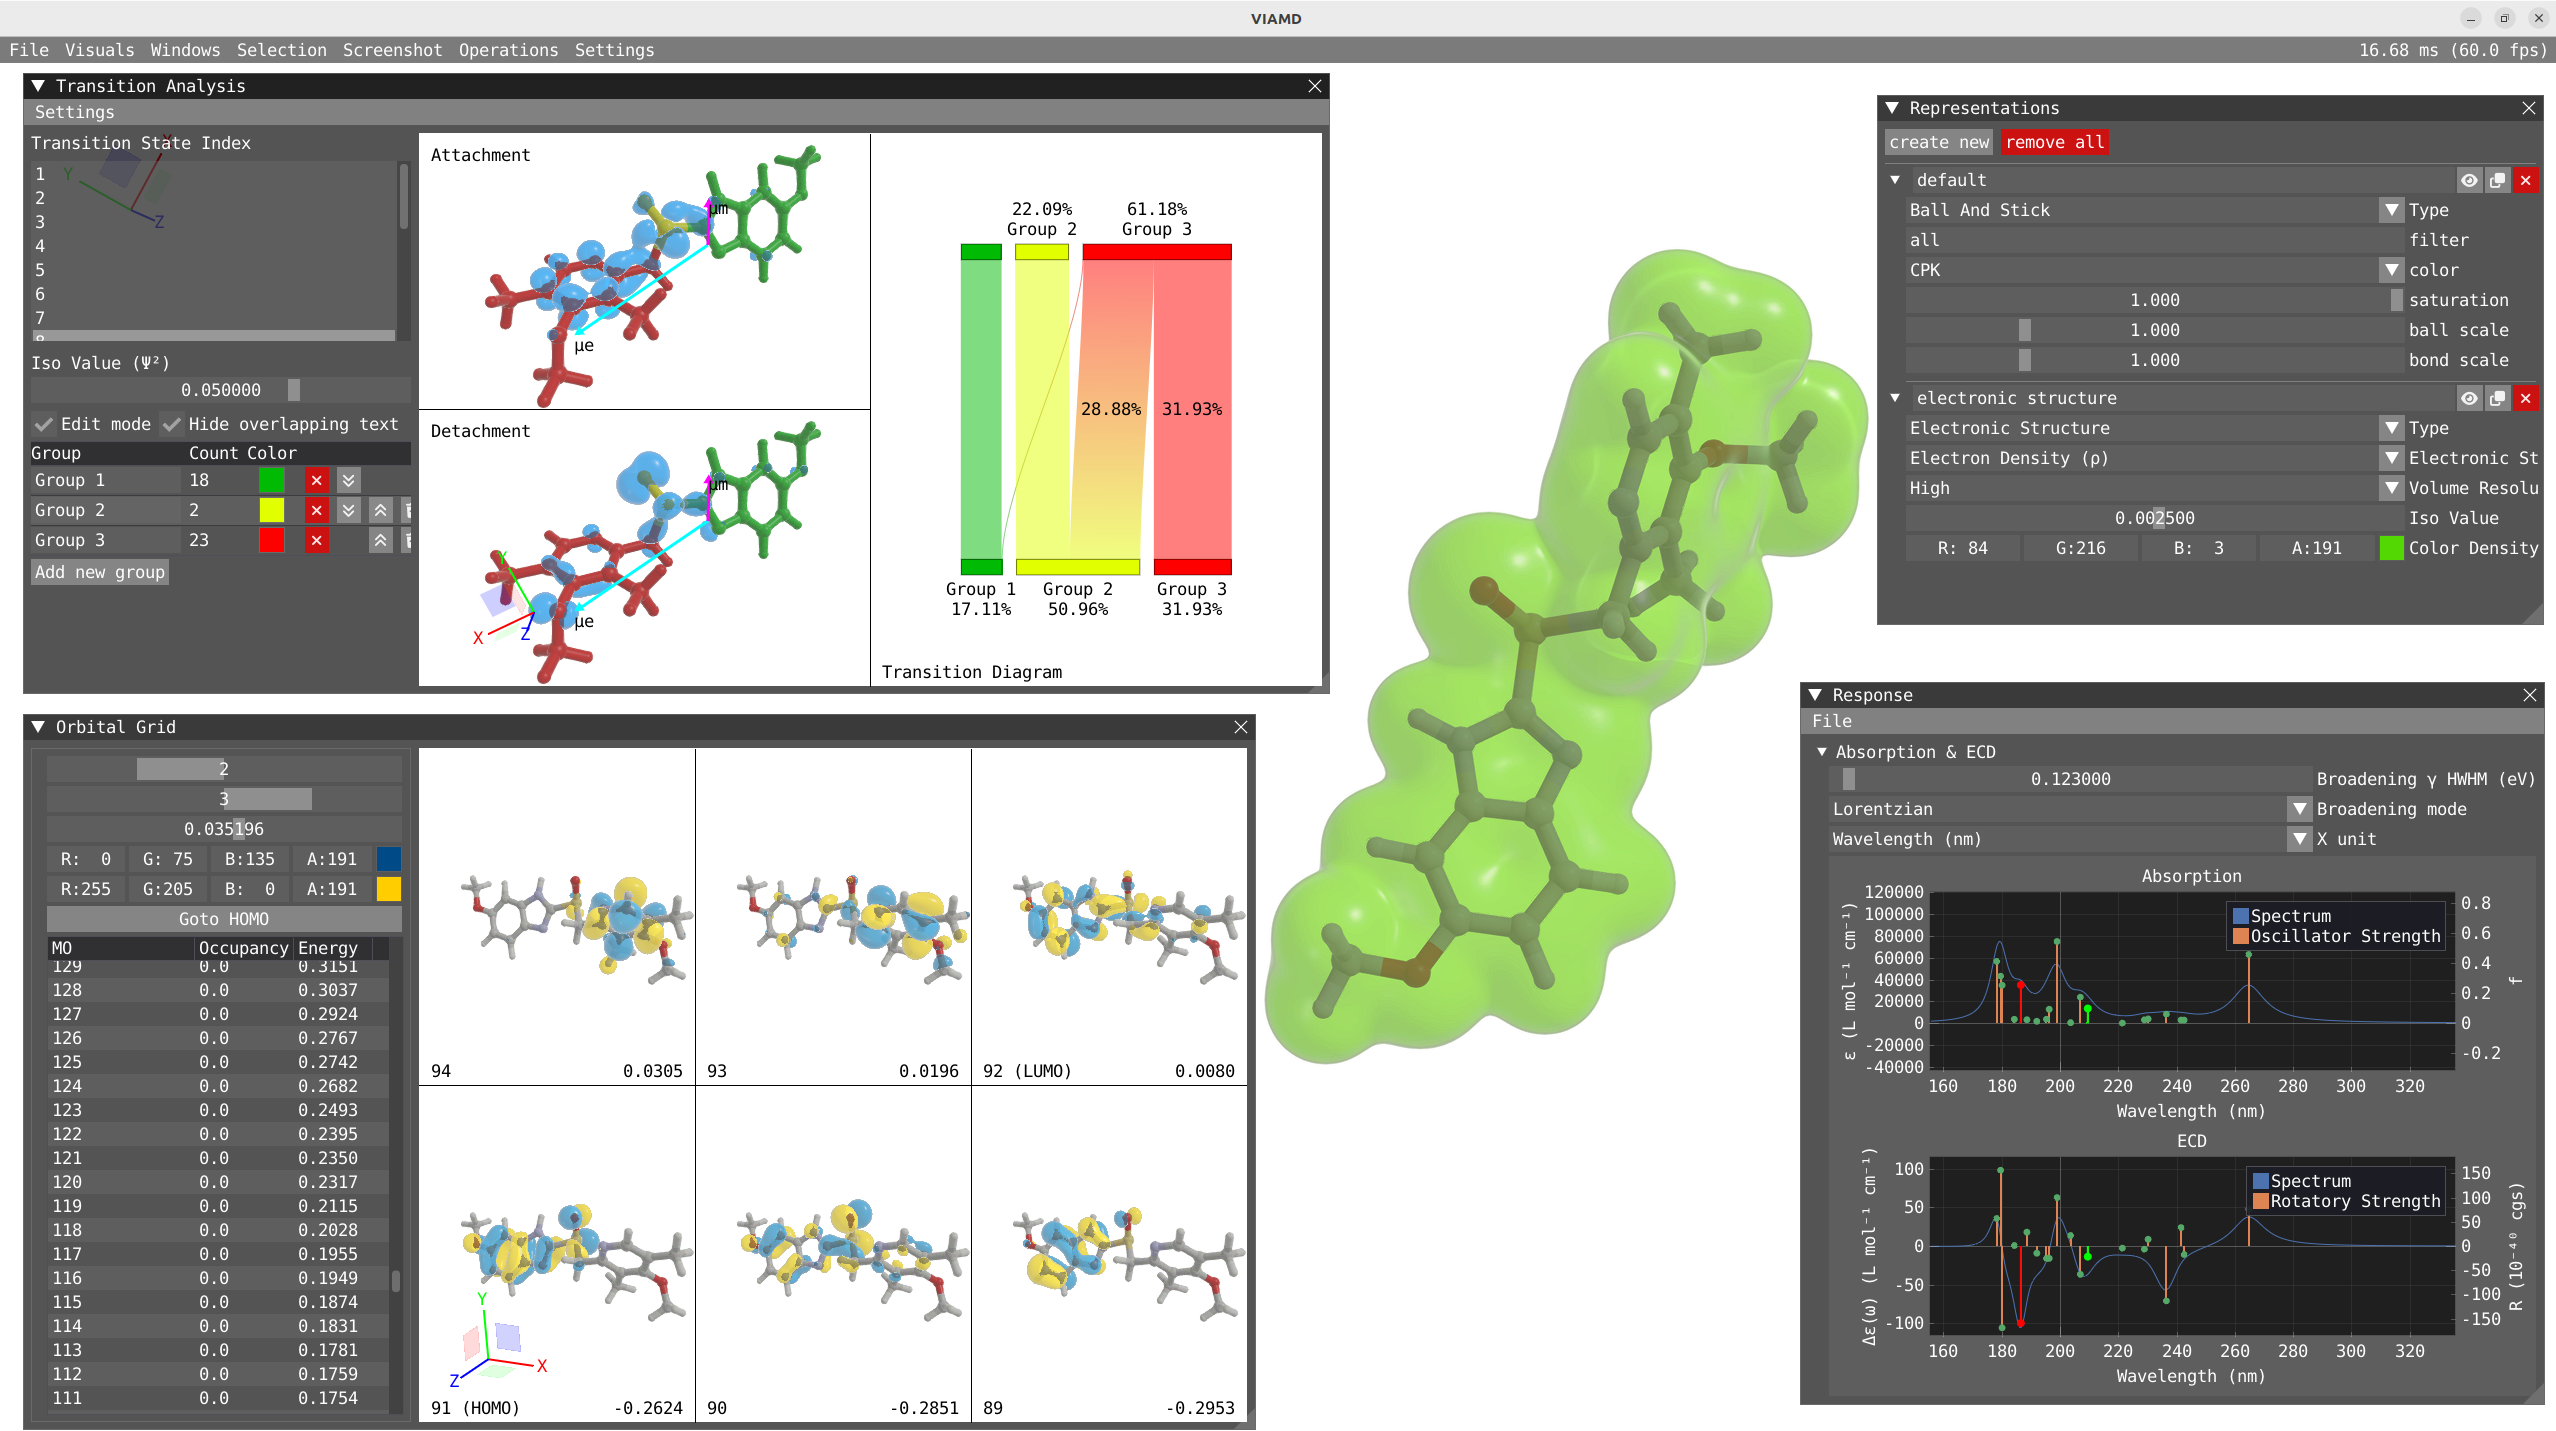 VIAMD
File Visuals Windows Selection Screenshot Operations Settings
16.68 ms (60.0 fps)
Transition Analysis
Settings
Transition State Index
1
2
3
4
5
6
7
X
Y
Z
Iso Value (Ψ²)
0.050000
Edit mode Hide overlapping text
Group Count Color
Group 1 18
Group 2 2
Group 3 23
Add new group
Attachment
μm
μe
Detachment
μm
μe
Y
X
Z
22.09% 61.18%
Group 2 Group 3
28.88% 31.93%
Group 1 Group 2 Group 3
17.11% 50.96% 31.93%
Transition Diagram
Orbital Grid
2
3
0.035196
R: 0 G: 75 B:135 A:191
R:255 G:205 B: 0 A:191
Goto HOMO
MO Occupancy Energy
129 0.0 0.3151
128 0.0 0.3037
127 0.0 0.2924
126 0.0 0.2767
125 0.0 0.2742
124 0.0 0.2682
123 0.0 0.2493
122 0.0 0.2395
121 0.0 0.2350
120 0.0 0.2317
119 0.0 0.2115
118 0.0 0.2028
117 0.0 0.1955
116 0.0 0.1949
115 0.0 0.1874
114 0.0 0.1831
113 0.0 0.1781
112 0.0 0.1759
111 0.0 0.1754
94 0.0305
93 0.0196
92 (LUMO) 0.0080
Y
X
Z
91 (HOMO) -0.2624
90 -0.2851
89 -0.2953
Representations
create new remove all
default
Ball And Stick Type
all filter
CPK color
1.000 saturation
1.000 ball scale
1.000 bond scale
electronic structure
Electronic Structure Type
Electron Density (ρ) Electronic St
High Volume Resolu
0.002500 Iso Value
R: 84 G:216 B: 3 A:191 Color Density
Response
File
Absorption & ECD
0.123000 Broadening γ HWHM (eV)
Lorentzian Broadening mode
Wavelength (nm) X unit
Absorption
ε (L mol⁻¹ cm⁻¹)
120000
100000
80000
60000
40000
20000
0
-20000
-40000
Spectrum
Oscillator Strength
0.8
0.6
0.4
0.2
0
-0.2
f
160 180 200 220 240 260 280 300 320
Wavelength (nm)
ECD
Δε(ω) (L mol⁻¹ cm⁻¹)
100
50
0
-50
-100
Spectrum
Rotatory Strength
150
100
50
0
-50
-100
-150
R (10⁻⁴⁰ cgs)
160 180 200 220 240 260 280 300 320
Wavelength (nm)